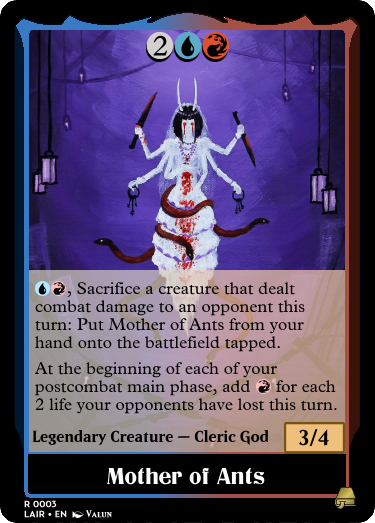 2
, Sacrifice a creature that dealt
combat damage to an opponent this
turn: Put Mother of Ants from your
hand onto the battlefield tapped.
At the beginning of each of your
postcombat main phase, add for each
2 life your opponents have lost this turn.
Legendary Creature — Cleric God 3/4
Mother of Ants
R 0003
LAIR • EN Valun